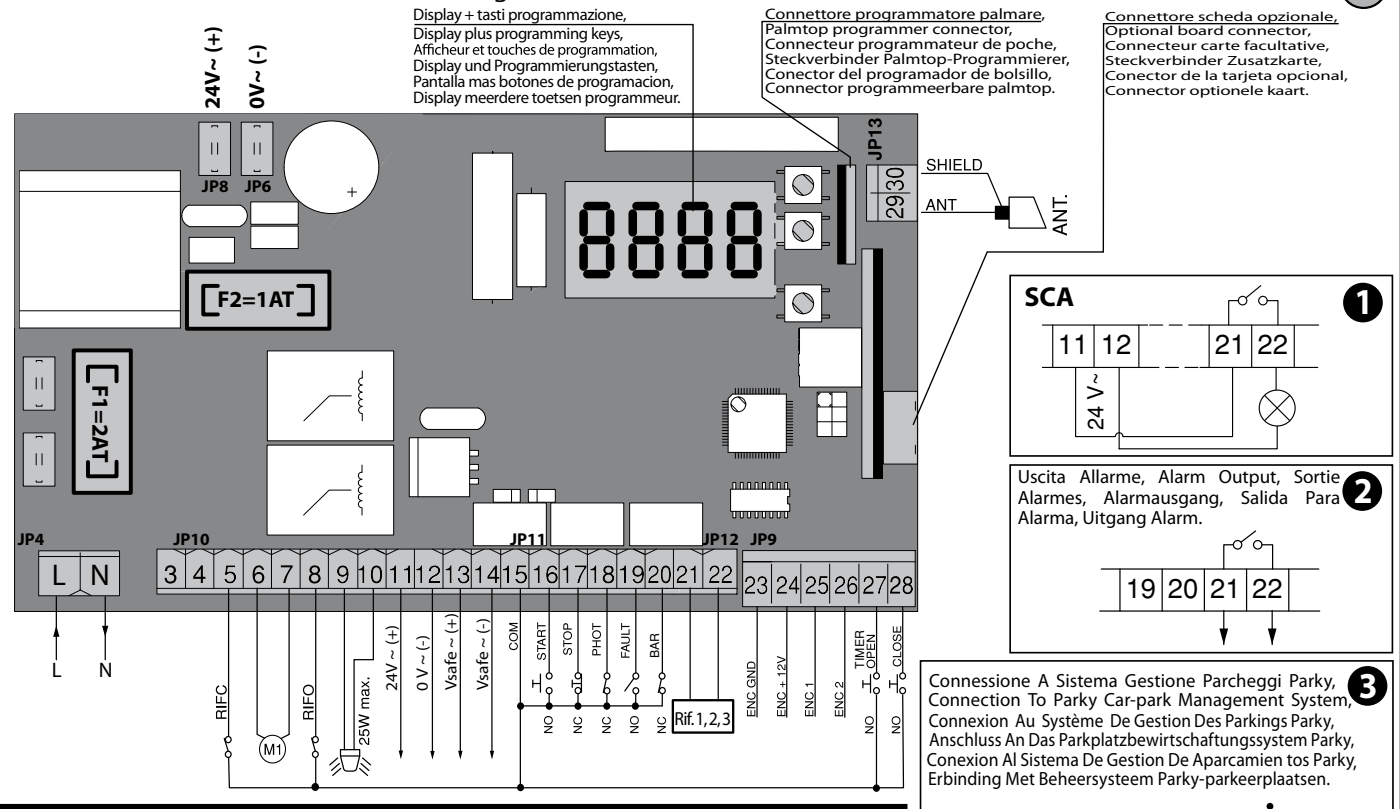 Display + tasti programmazione,
Display plus programming keys,
Afficheur et touches de programmation,
Display und Programmierungstasten,
Pantalla mas botones de programacion,
Display meerdere toetsen programmeur.
Connettore programmatore palmare,
Palmtop programmer connector,
Connecteur programmateur de poche,
Steckverbinder Palmtop-Programmierer,
Conector del programador de bolsillo,
Connector programmeerbare palmtop.
Connettore scheda opzionale,
Optional board connector,
Connecteur carte facultative,
Steckverbinder Zusatzkarte,
Conector de la tarjeta opcional,
Connector optionele kaart.
24V~ (+)
0V~ (-)
JP8
JP6
+
8888
JP13
29 30
SHIELD
ANT
ANT.
F2=1AT
F1=2AT
SCA
1
11 12 21 22
24 V~
Uscita Allarme, Alarm Output, Sortie
Alarmes, Alarmausgang, Salida Para
Alarma, Uitgang Alarm.
2
19 20 21 22
JP4
JP10
JP11
JP12
JP9
L N
3 4 5 6 7 8 9 10 11 12 13 14 15 16 17 18 19 20 21 22
23 24 25 26 27 28
L
N
RIFC
M1
RIFO
25W max.
24V ~ (+)
0 V ~ (-)
Vsafe ~ (+)
Vsafe ~ (-)
COM
START
STOP
PHOT
FAULT
BAR
NO
NC
NC
NO
NC
Rif.1,2,3
ENC GND
ENC + 12V
ENC 1
ENC 2
TIMER
OPEN
CLOSE
NO
NO
Connessione A Sistema Gestione Parcheggi Parky,
Connection To Parky Car-park Management System,
Connexion Au Système De Gestion Des Parkings Parky,
Anschluss An Das Parkplatzbewirtschaftungssystem Parky,
Conexion Al Sistema De Gestion De Aparcamien tos Parky,
Erbinding Met Beheersysteem Parky-parkeerplaatsen.
3